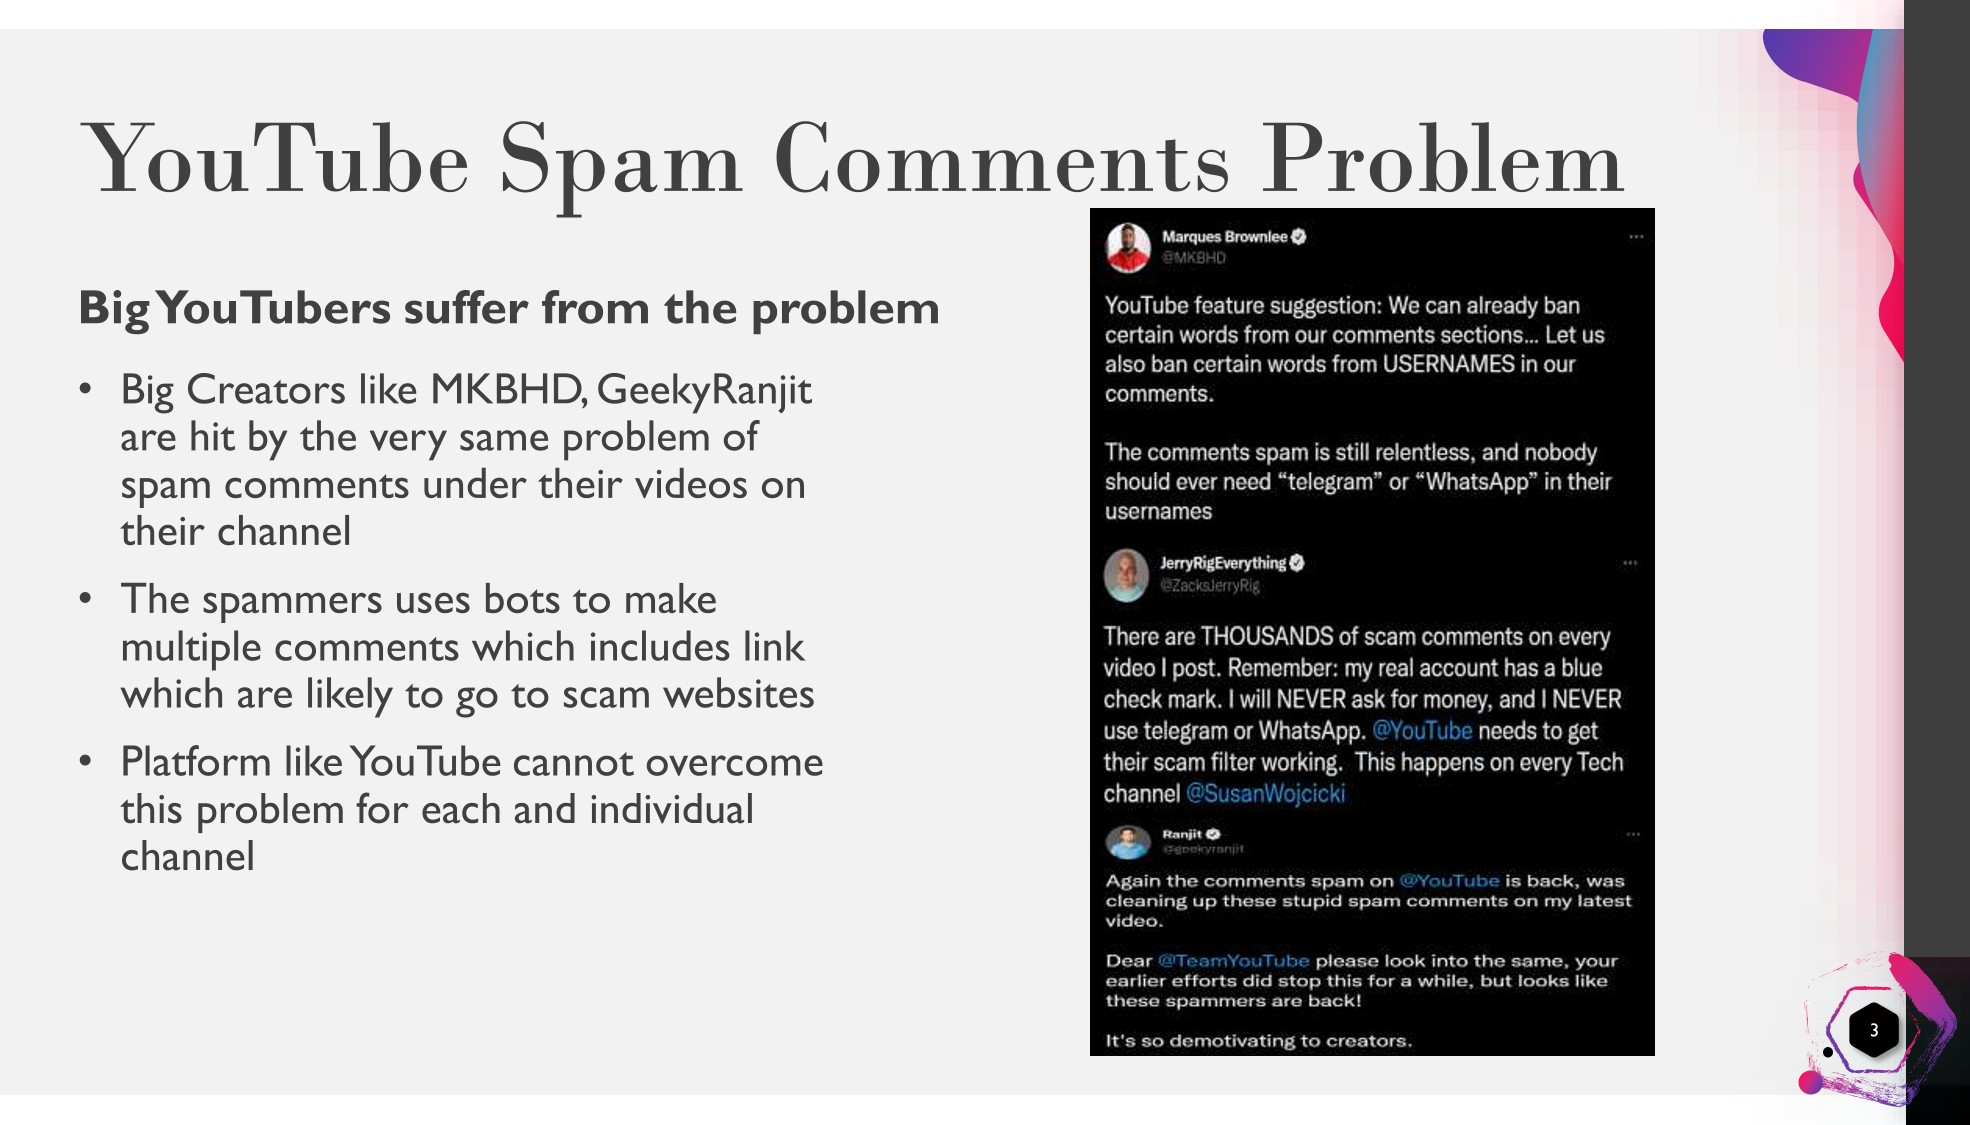 YouTube Spam Comments Problem
Big YouTubers suffer from the problem
• Big Creators like MKBHD, GeekyRanjit
are hit by the very same problem of
spam comments under their videos on
their channel
• The spammers uses bots to make
multiple comments which includes link
which are likely to go to scam websites
• Platform like YouTube cannot overcome
this problem for each and individual
channel
Marques Brownlee
@MKBHD
YouTube feature suggestion: We can already ban
certain words from our comments sections... Let us
also ban certain words from USERNAMES in our
comments.
The comments spam is still relentless, and nobody
should ever need “telegram” or “WhatsApp” in their
usernames
JerryRigEverything
@ZacksJerryRig
There are THOUSANDS of scam comments on every
video I post. Remember: my real account has a blue
check mark. I will NEVER ask for money, and I NEVER
use telegram or WhatsApp. @YouTube needs to get
their scam filter working. This happens on every Tech
channel @SusanWojcicki
Ranjit
@geekyranjit
Again the comments spam on @YouTube is back, was
cleaning up these stupid spam comments on my latest
video.
Dear @TeamYouTube please look into the same, your
earlier efforts did stop this for a while, but looks like
these spammers are back!
It's so demotivating to creators.
3